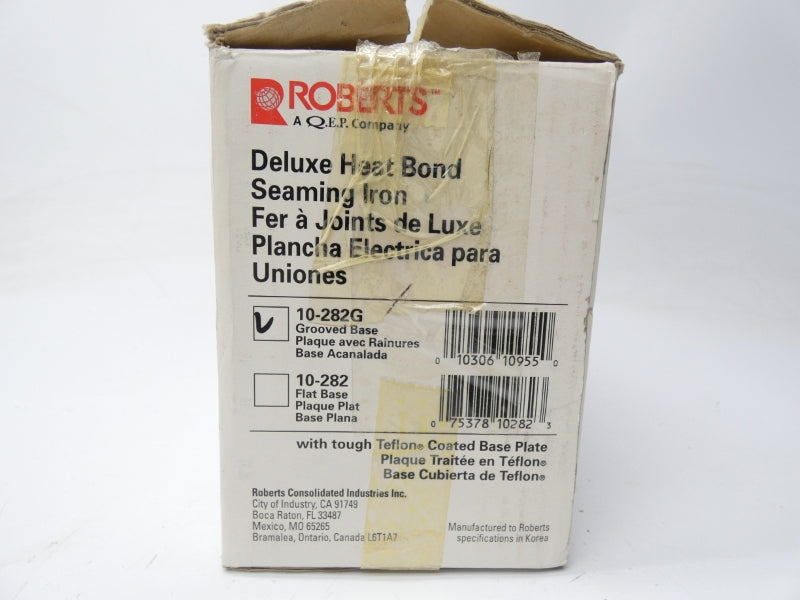 ROBERTS™
A Q.E.P. Company
Deluxe Heat Bond
Seaming Iron
Fer à Joints de Luxe
Plancha Electrica para
Uniones
10-282G
Grooved Base
Plaque avec Raînures
Base Acanalada
0 10306 10955 0
10-282
Flat Base
Plaque Plat
Base Plana
0 75378 10282 3
with tough Teflon® Coated Base Plate
Plaque Traitée en Téflon®
Base Cubierta de Teflon®
Roberts Consolidated Industries Inc.
City of Industry, CA 91749
Boca Raton, FL 33487
Mexico, MO 65265
Bramalea, Ontario, Canada L6T1A7
Manufactured to Roberts
specifications in Korea